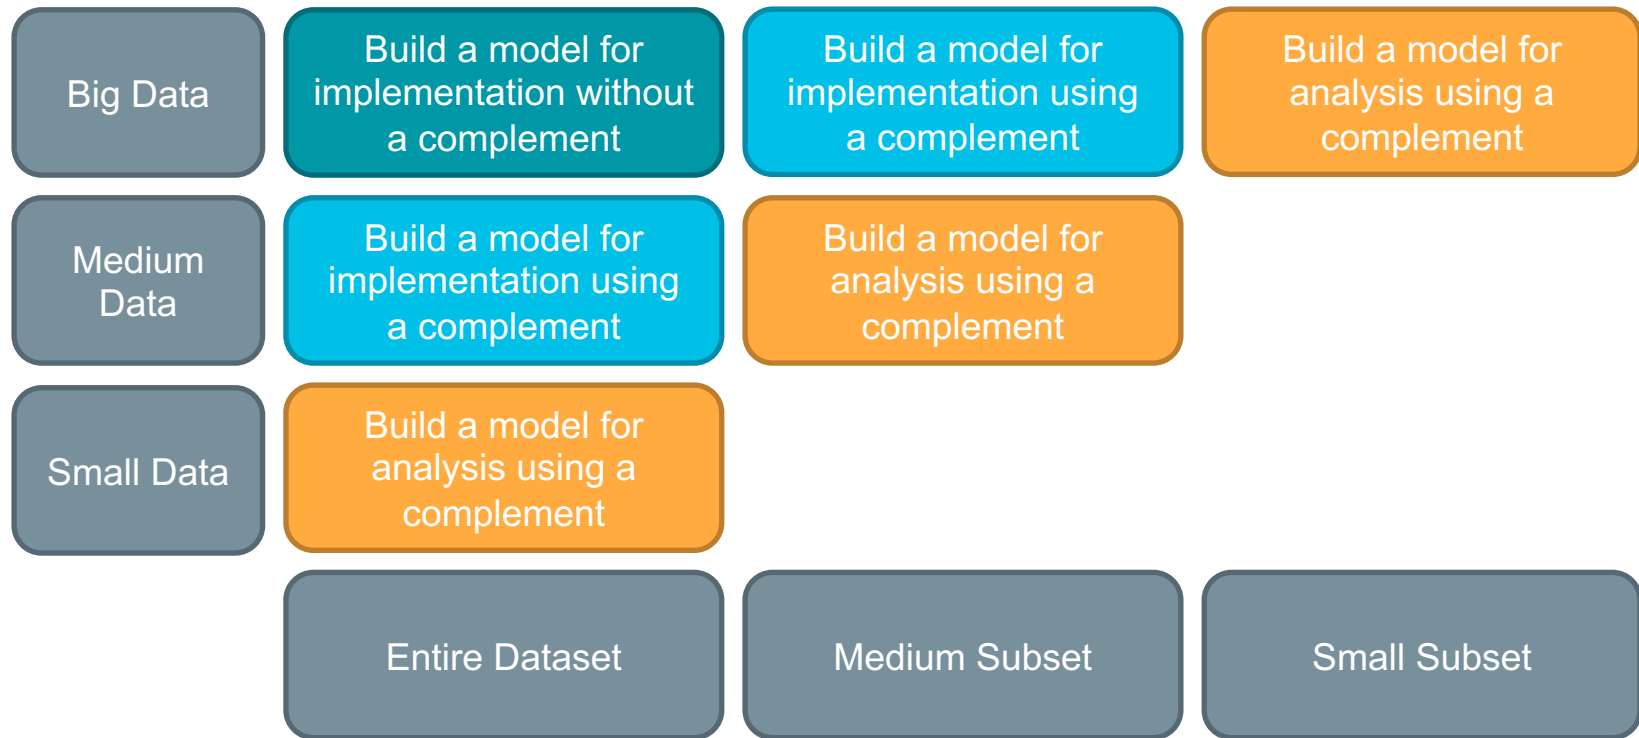 Big Data
Build a model for
implementation without
a complement
Build a model for
implementation using
a complement
Build a model for
analysis using a
complement
Medium
Data
Build a model for
implementation using
a complement
Build a model for
analysis using a
complement
Small Data
Build a model for
analysis using a
complement
Entire Dataset
Medium Subset
Small Subset